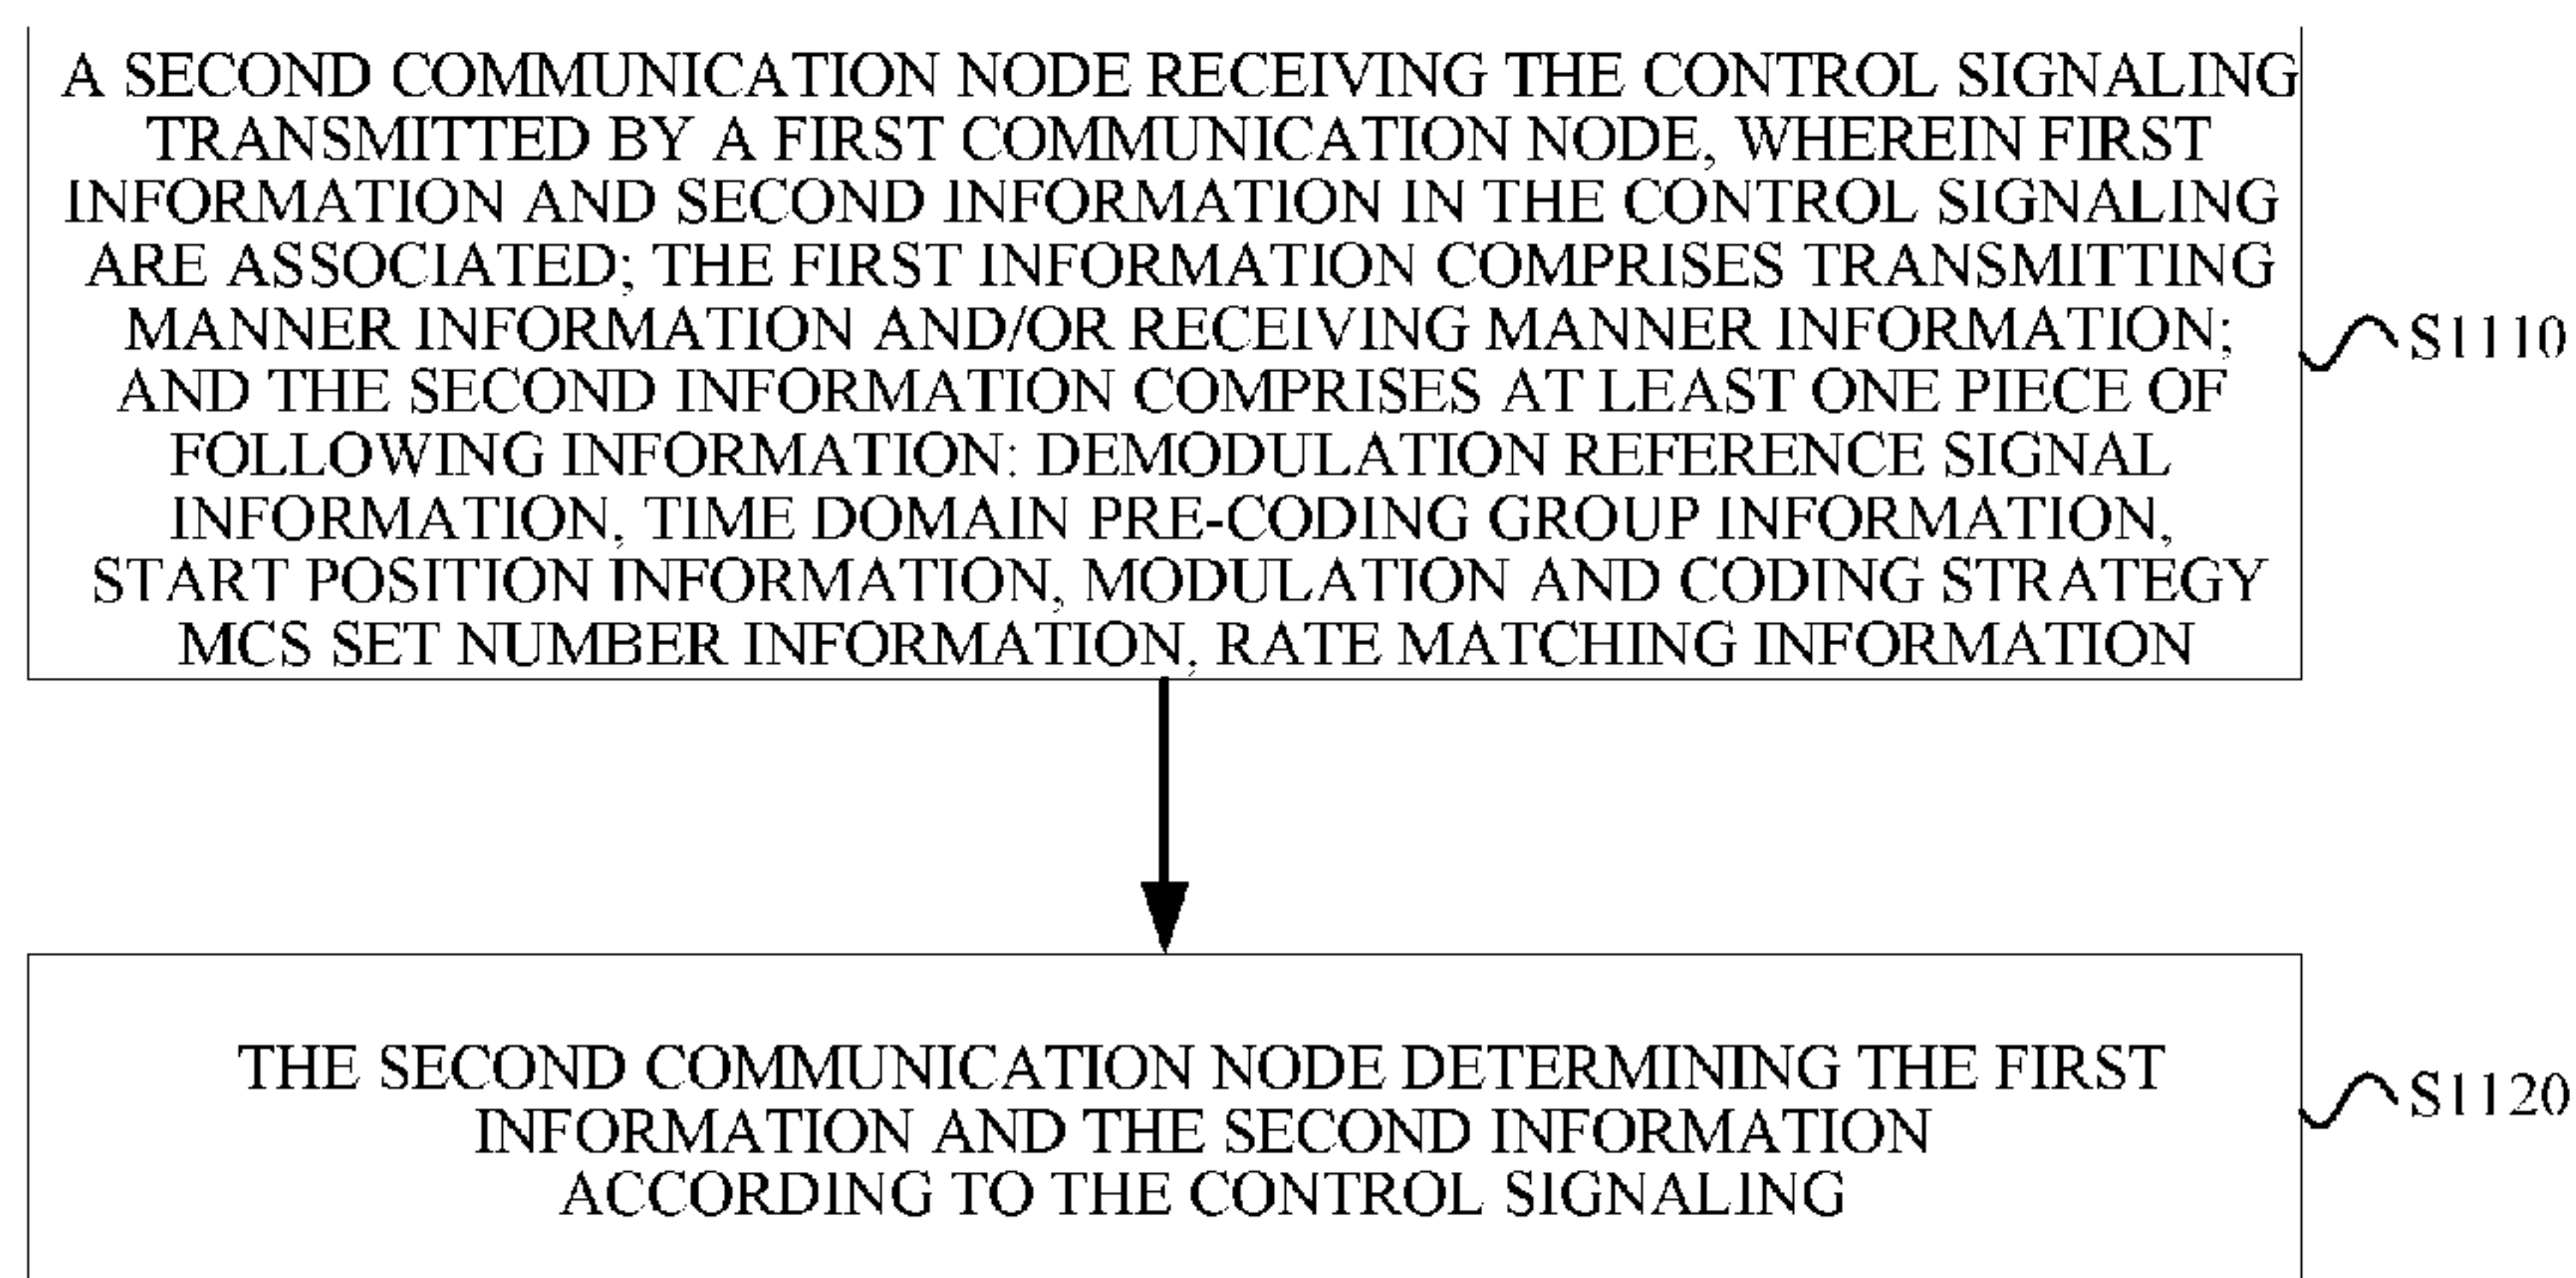 A SECOND COMMUNICATION NODE RECEIVING THE CONTROL SIGNALING
TRANSMITTED BY A FIRST COMMUNICATION NODE, WHEREIN FIRST
INFORMATION AND SECOND INFORMATION IN THE CONTROL SIGNALING
ARE ASSOCIATED; THE FIRST INFORMATION COMPRISES TRANSMITTING
MANNER INFORMATION AND/OR RECEIVING MANNER INFORMATION;
AND THE SECOND INFORMATION COMPRISES AT LEAST ONE PIECE OF
FOLLOWING INFORMATION: DEMODULATION REFERENCE SIGNAL
INFORMATION, TIME DOMAIN PRE-CODING GROUP INFORMATION,
START POSITION INFORMATION, MODULATION AND CODING STRATEGY
MCS SET NUMBER INFORMATION, RATE MATCHING INFORMATION
S1110
THE SECOND COMMUNICATION NODE DETERMINING THE FIRST
INFORMATION AND THE SECOND INFORMATION
ACCORDING TO THE CONTROL SIGNALING
S1120